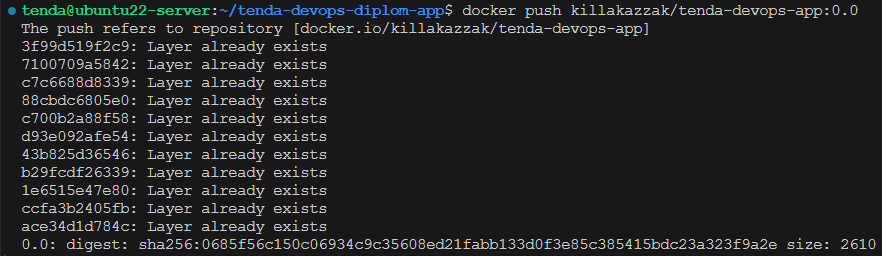 tenda@ubuntu22-server:~/tenda-devops-diplom-app$ docker push killakazzak/tenda-devops-app:0.0
The push refers to repository [docker.io/killakazzak/tenda-devops-app]
3f99d519f2c9: Layer already exists
7100709a5842: Layer already exists
c7c6688d8339: Layer already exists
88cbdc6805e0: Layer already exists
c700b2a88f58: Layer already exists
d93e092afe54: Layer already exists
43b825d36546: Layer already exists
b29fcdf26339: Layer already exists
1e6515e47e80: Layer already exists
ccfa3b2405fb: Layer already exists
ace34d1d784c: Layer already exists
0.0: digest: sha256:0685f56c150c06934c9c35608ed21fabb133d0f3e85c385415bdc23a323f9a2e size: 2610